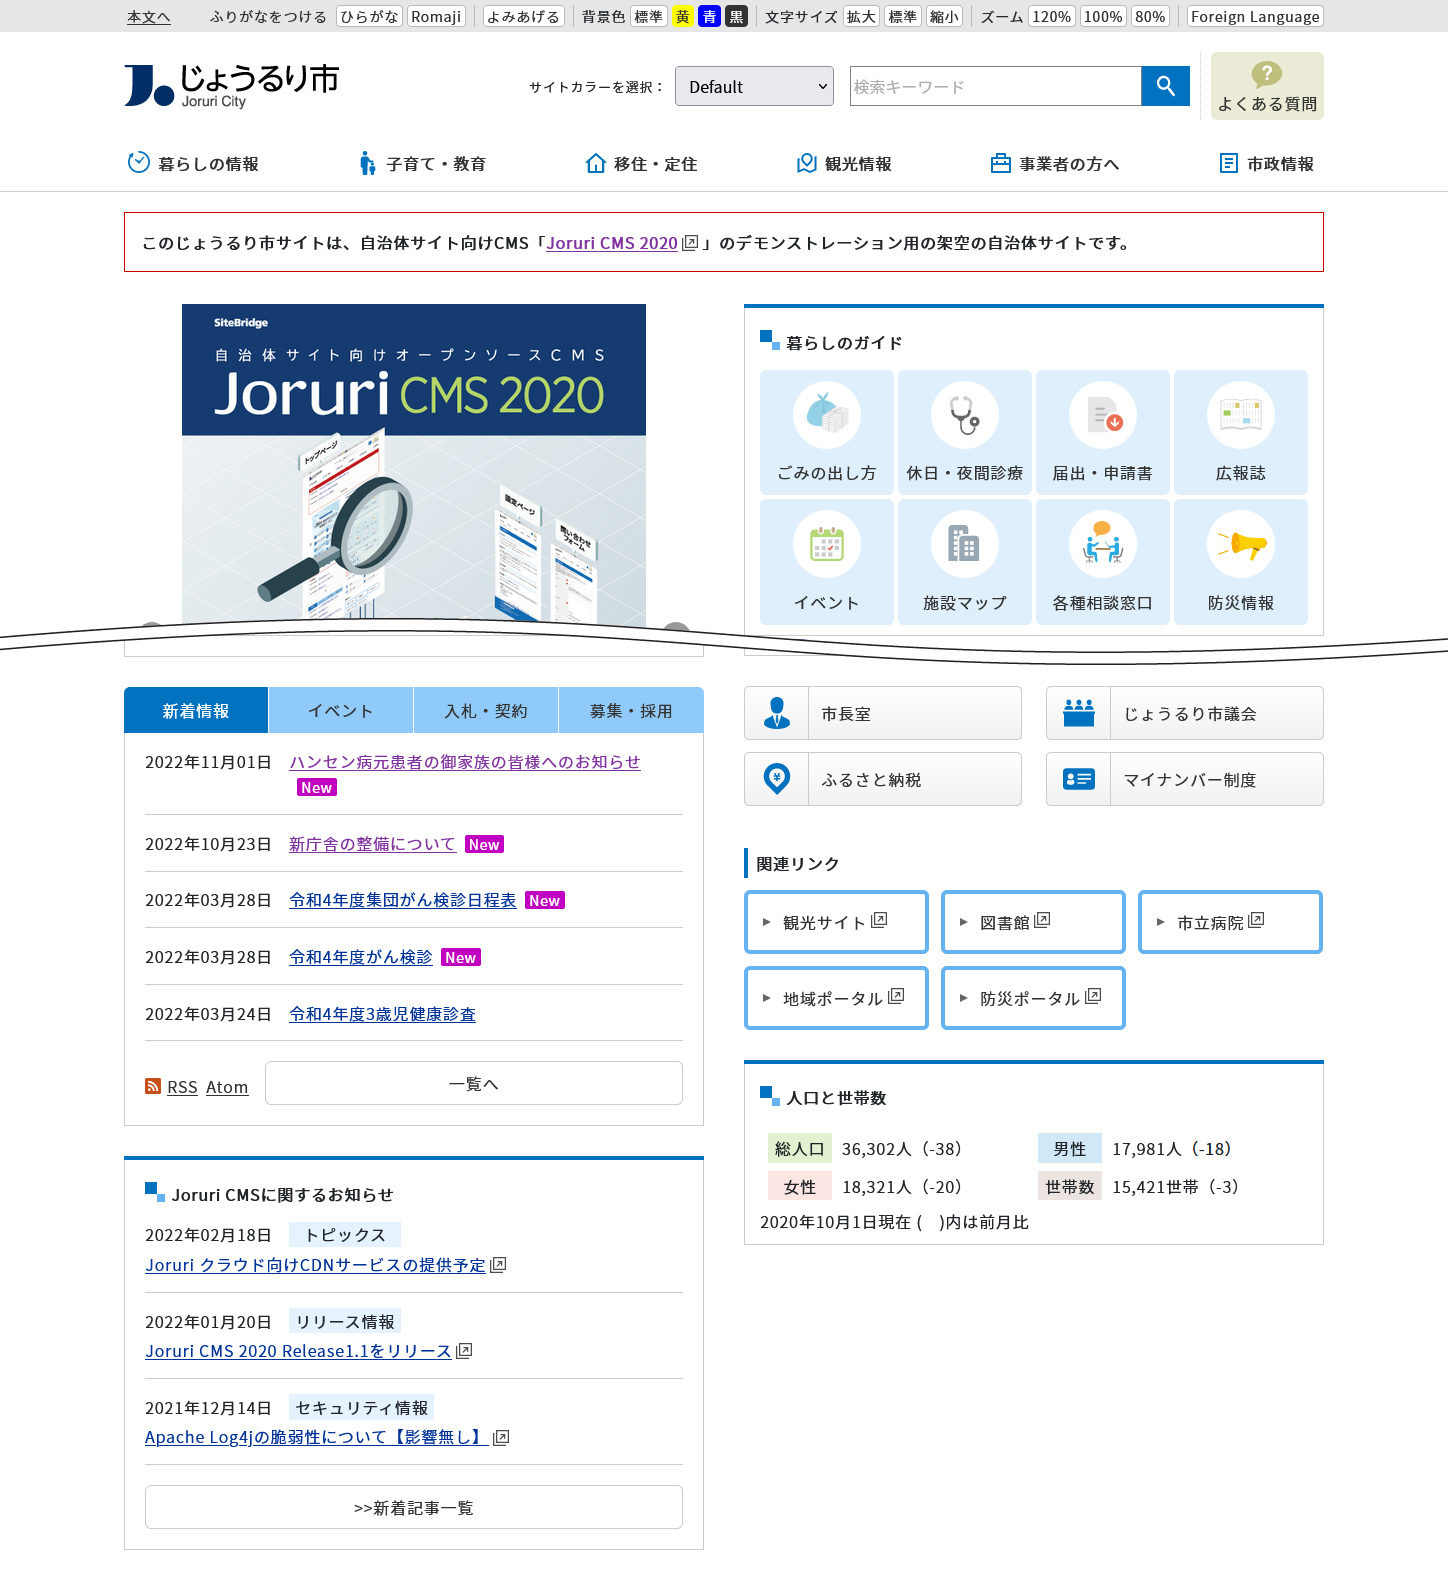 本文へ ふりがなをつける ひらがな Romaji よみあげる 背景色 標準 黄 青 黒 文字サイズ 拡大 標準 縮小 ズーム 120% 100% 80% Foreign Language
じょうるり市
Joruri City
サイトカラーを選択： Default 検索キーワード
よくある質問
暮らしの情報 子育て・教育 移住・定住 観光情報 事業者の方へ 市政情報
このじょうるり市サイトは、自治体サイト向けCMS「Joruri CMS 2020」のデモンストレーション用の架空の自治体サイトです。
SiteBridge
自治体サイト向けオープンソースCMS
Joruri CMS 2020
トップページ
固定ページ
問い合わせ
フォーム
暮らしのガイド
ごみの出し方 休日・夜間診療 届出・申請書 広報誌
イベント 施設マップ 各種相談窓口 防災情報
新着情報 イベント 入札・契約 募集・採用
2022年11月01日 ハンセン病元患者の御家族の皆様へのお知らせ
New
2022年10月23日 新庁舎の整備について New
2022年03月28日 令和4年度集団がん検診日程表 New
2022年03月28日 令和4年度がん検診 New
2022年03月24日 令和4年度3歳児健康診査
RSS Atom 一覧へ
Joruri CMSに関するお知らせ
2022年02月18日 トピックス
Joruri クラウド向けCDNサービスの提供予定
2022年01月20日 リリース情報
Joruri CMS 2020 Release1.1をリリース
2021年12月14日 セキュリティ情報
Apache Log4jの脆弱性について【影響無し】
>>新着記事一覧
市長室 じょうるり市議会
ふるさと納税 マイナンバー制度
関連リンク
観光サイト 図書館 市立病院
地域ポータル 防災ポータル
人口と世帯数
総人口 36,302人（-38） 男性 17,981人（-18）
女性 18,321人（-20） 世帯数 15,421世帯（-3）
2020年10月1日現在 (　)内は前月比